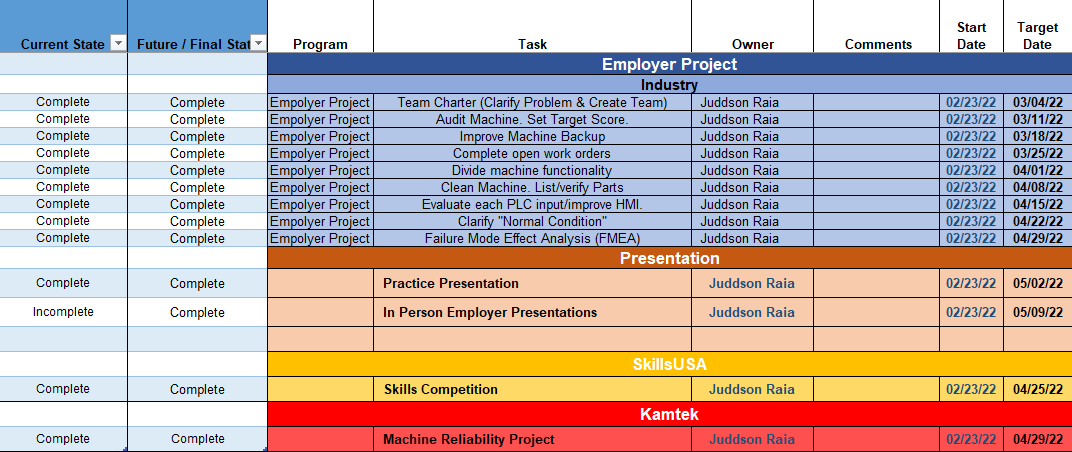 Current State Future / Final Stat Program Task Owner Comments Start Date Target Date
Employer Project
Industry
Complete Complete Empolyer Project Team Charter (Clarify Problem & Create Team) Juddson Raia 02/23/22 03/04/22
Complete Complete Empolyer Project Audit Machine. Set Target Score. Juddson Raia 02/23/22 03/11/22
Complete Complete Empolyer Project Improve Machine Backup Juddson Raia 02/23/22 03/18/22
Complete Complete Empolyer Project Complete open work orders Juddson Raia 02/23/22 03/25/22
Complete Complete Empolyer Project Divide machine functionality Juddson Raia 02/23/22 04/01/22
Complete Complete Empolyer Project Clean Machine. List/verify Parts Juddson Raia 02/23/22 04/08/22
Complete Complete Empolyer Project Evaluate each PLC input/improve HMI. Juddson Raia 02/23/22 04/15/22
Complete Complete Empolyer Project Clarify "Normal Condition" Juddson Raia 02/23/22 04/22/22
Complete Complete Empolyer Project Failure Mode Effect Analysis (FMEA) Juddson Raia 02/23/22 04/29/22
Presentation
Complete Complete Practice Presentation Juddson Raia 02/23/22 05/02/22
Incomplete Complete In Person Employer Presentations Juddson Raia 02/23/22 05/09/22
SkillsUSA
Complete Complete Skills Competition Juddson Raia 02/23/22 04/25/22
Kamtek
Complete Complete Machine Reliability Project Juddson Raia 02/23/22 04/29/22